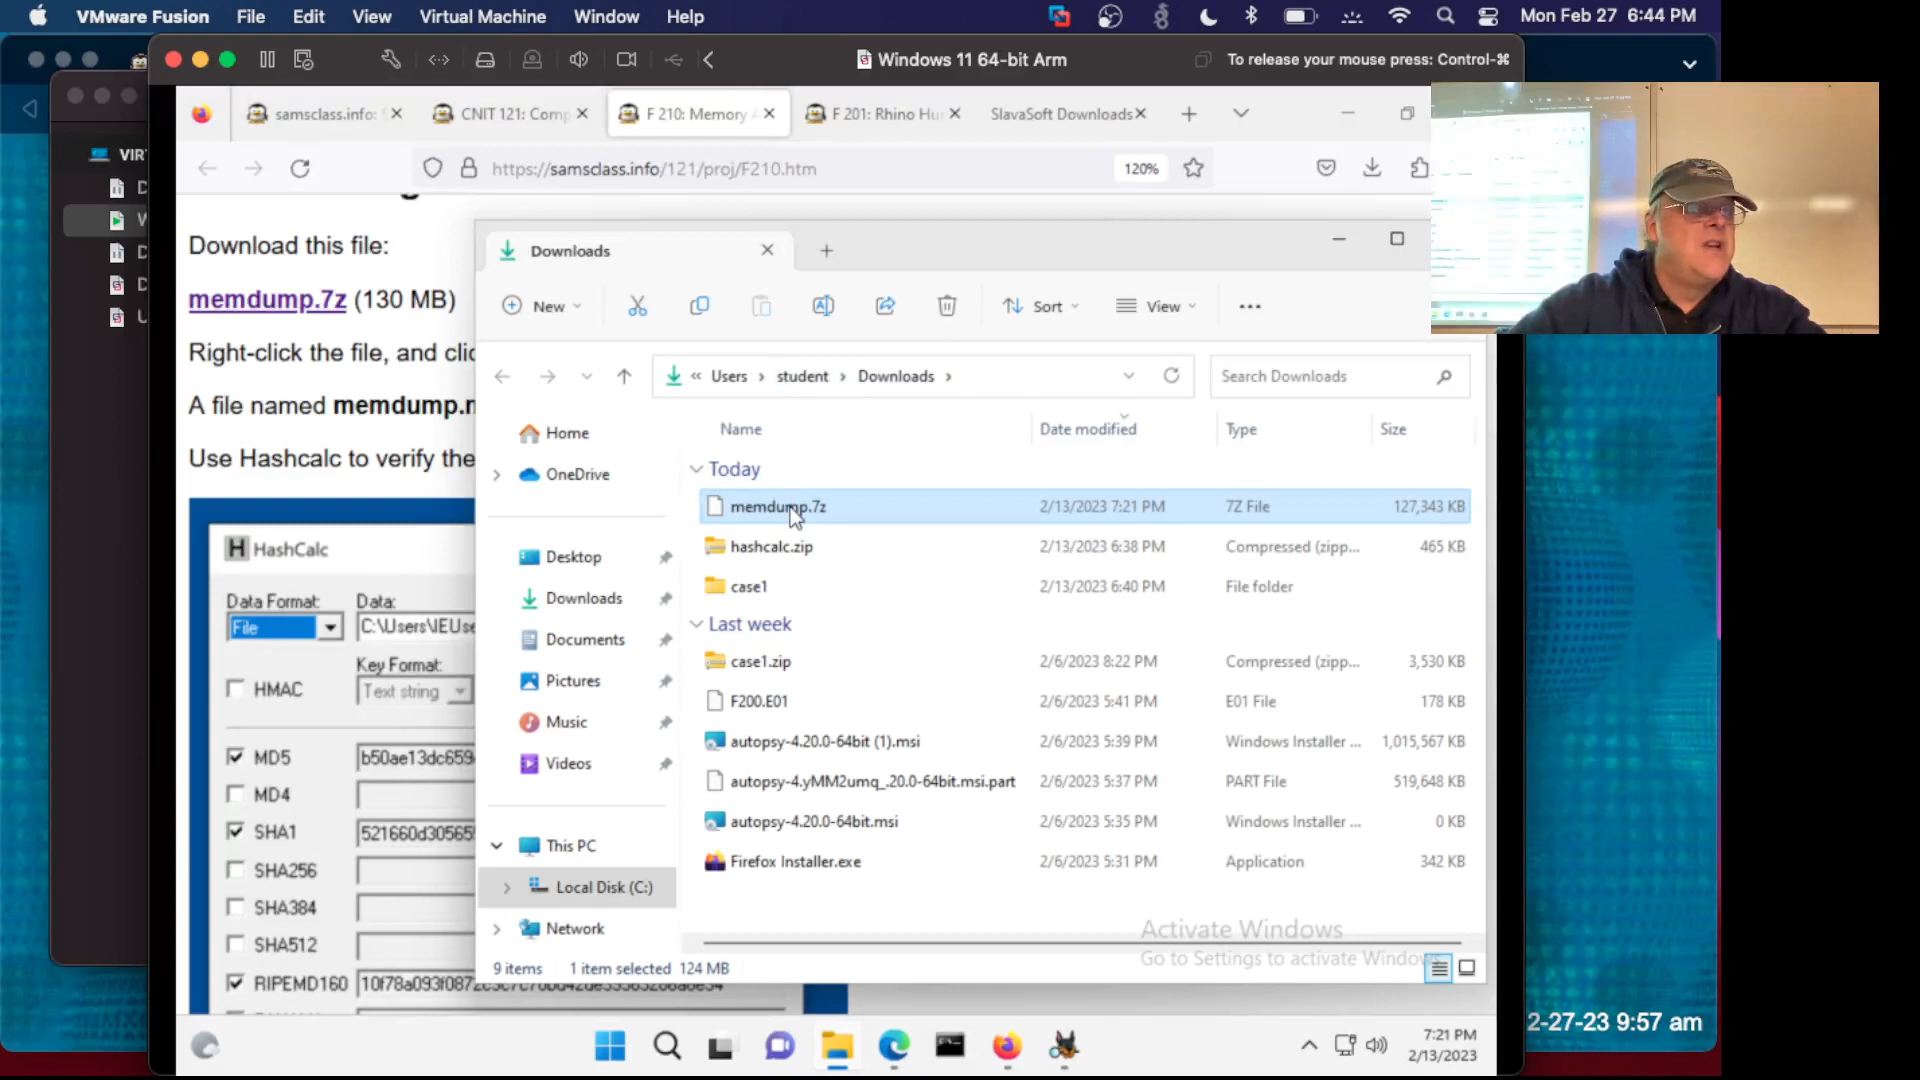 VMware Fusion File Edit View Virtual Machine Window Help Mon Feb 27 6:44 PM
Windows 11 64-bit Arm To release your mouse press: Control-⌘
samsclass.info: CNIT 121: Comp F 210: Memory F 201: Rhino Hu SlavaSoft Downloads
https://samsclass.info/121/proj/F210.htm 120%
VIR
Download this file:
memdump.7z (130 MB)
Right-click the file, and clic
A file named memdump.
Use Hashcalc to verify the
Downloads
New Sort View
Users > student > Downloads > Search Downloads
Name Date modified Type Size
Home
OneDrive
Desktop
Downloads
Documents
Pictures
Music
Videos
This PC
Local Disk (C:)
Network
Today
memdump.7z 2/13/2023 7:21 PM 7Z File 127,343 KB
hashcalc.zip 2/13/2023 6:38 PM Compressed (zipp... 465 KB
case1 2/13/2023 6:40 PM File folder
Last week
case1.zip 2/6/2023 8:22 PM Compressed (zipp... 3,530 KB
F200.E01 2/6/2023 5:41 PM E01 File 178 KB
autopsy-4.20.0-64bit (1).msi 2/6/2023 5:39 PM Windows Installer ... 1,015,567 KB
autopsy-4.yMM2umq_.20.0-64bit.msi.part 2/6/2023 5:37 PM PART File 519,648 KB
autopsy-4.20.0-64bit.msi 2/6/2023 5:35 PM Windows Installer ... 0 KB
Firefox Installer.exe 2/6/2023 5:31 PM Application 342 KB
9 items 1 item selected 124 MB
Activate Windows
Go to Settings to activate Windows.
H HashCalc
Data Format: Data:
File C:\Users\IEUse
Key Format:
HMAC Text string
MD5 b50ae13dc659
MD4
SHA1 521660d30565
SHA256
SHA384
SHA512
RIPEMD160
7:21 PM
2/13/2023
2-27-23 9:57 am